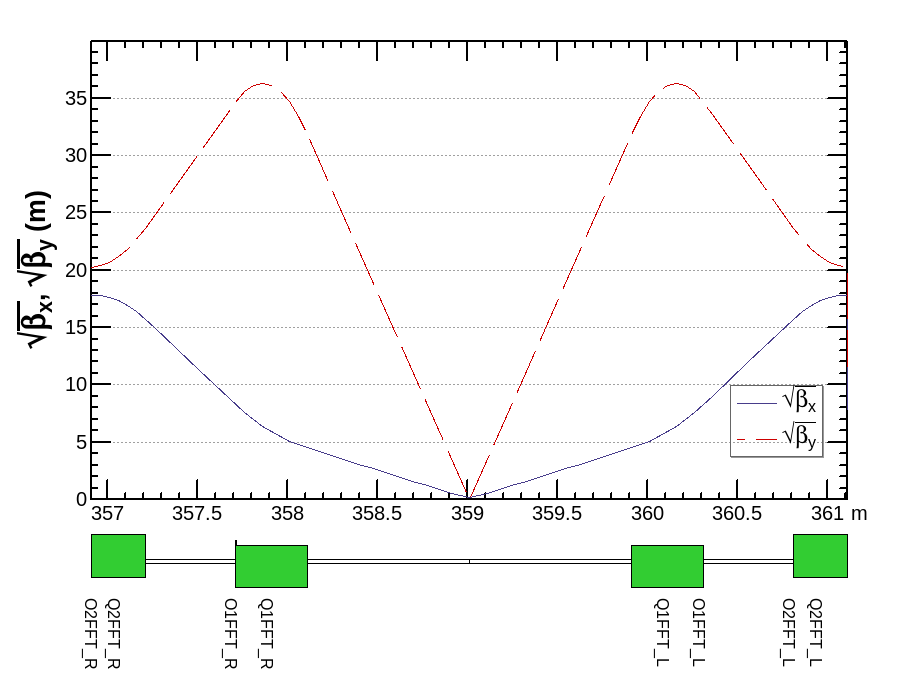 √βx, √βy (m)
35
30
25
20
15
10
5
0
√βx
√βy
357 357.5 358 358.5 359 359.5 360 360.5 361 m
O2FFT_R
Q2FFT_R
O1FFT_R
Q1FFT_R
Q1FFT_L
O1FFT_L
O2FFT_L
Q2FFT_L